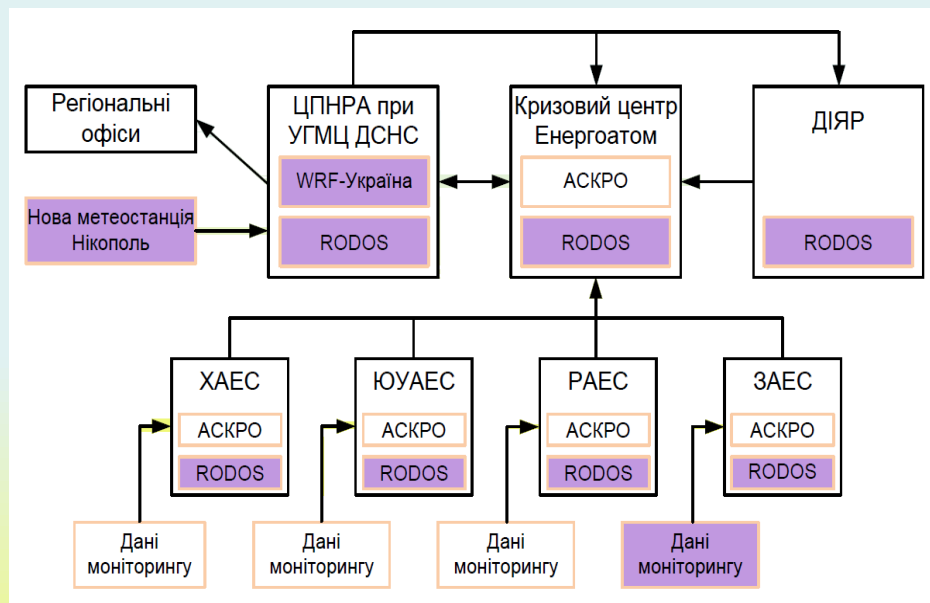 Регіональні
офіси
ЦПНРА при
УГМЦ ДСНС
WRF-Україна
RODOS
Кризовий центр
Енергоатом
АСКРО
RODOS
ДІЯР
RODOS
Нова метеостанція
Нікополь
ХАЕС
АСКРО
RODOS
ЮУАЕС
АСКРО
RODOS
РАЕС
АСКРО
RODOS
ЗАЕС
АСКРО
RODOS
Дані
моніторингу
Дані
моніторингу
Дані
моніторингу
Дані
моніторингу